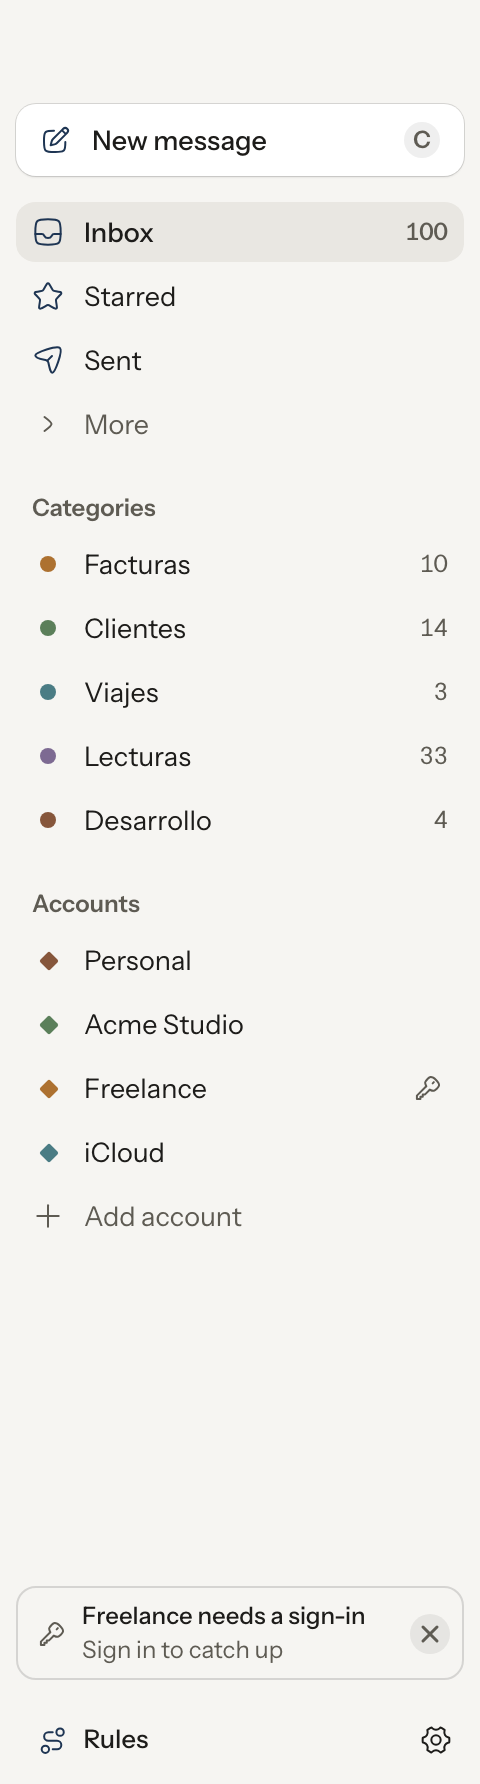 New message C
Inbox 100
Starred
Sent
More
Categories
Facturas 10
Clientes 14
Viajes 3
Lecturas 33
Desarrollo 4
Accounts
Personal
Acme Studio
Freelance
iCloud
Add account
Freelance needs a sign-in
Sign in to catch up
Rules